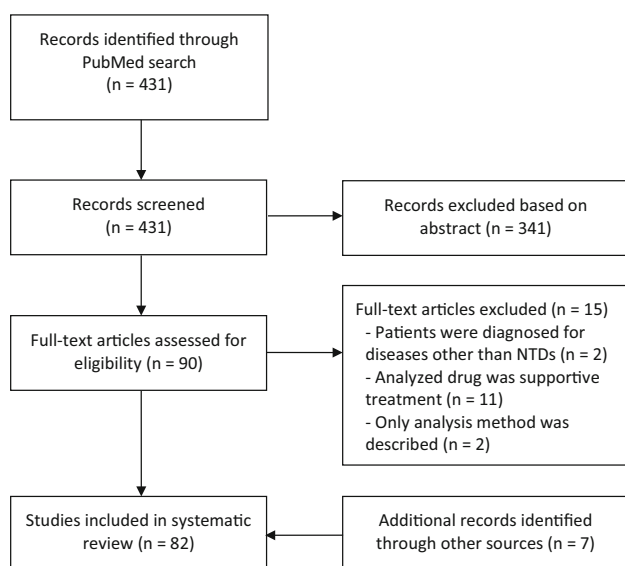 Records identified through
PubMed search
(n = 431)
Records screened
(n = 431)
Records excluded based on
abstract (n = 341)
Full-text articles assessed for
eligibility (n = 90)
Full-text articles excluded (n = 15)
- Patients were diagnosed for
diseases other than NTDs (n = 2)
- Analyzed drug was supportive
treatment (n = 11)
- Only analysis method was
described (n = 2)
Studies included in systematic
review (n = 82)
Additional records identified
through other sources (n = 7)